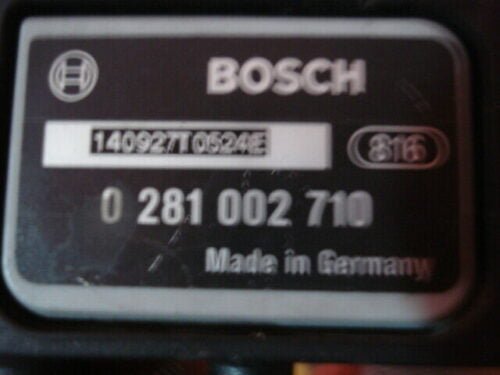 BOSCH
140927T0524E 816
0 281 002 710
Made in Germany